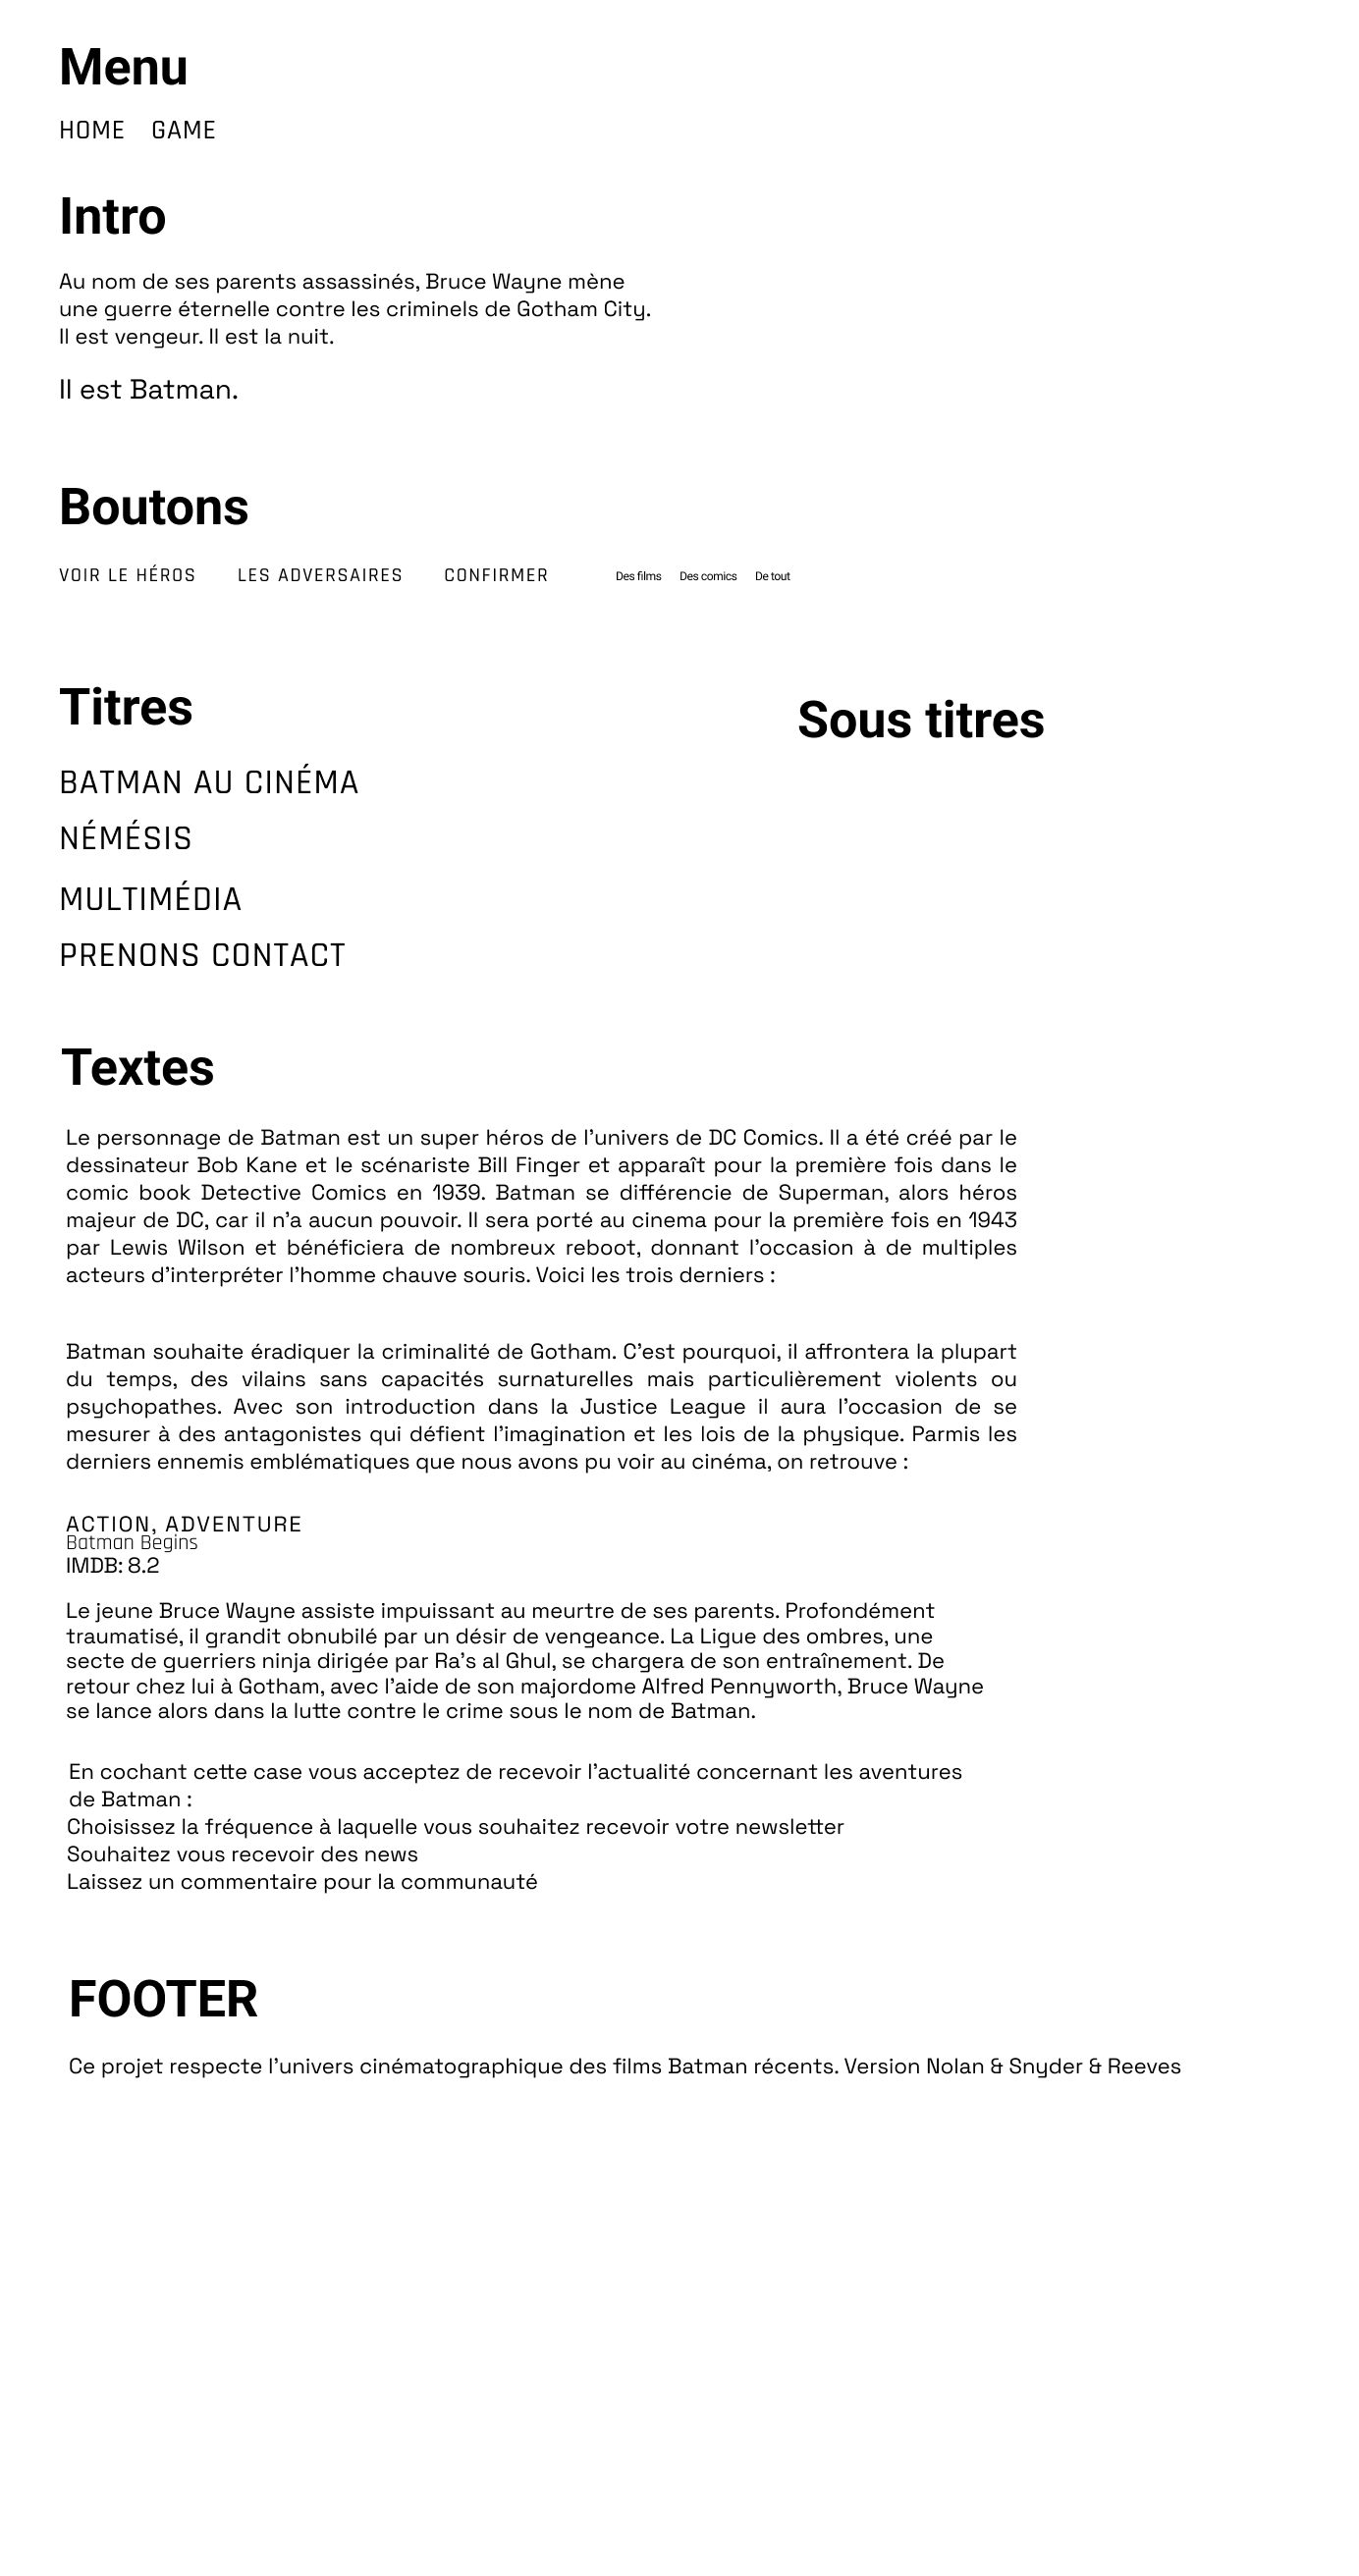 Menu
HOME GAME
Intro
Au nom de ses parents assassinés, Bruce Wayne mène
une guerre éternelle contre les criminels de Gotham City.
Il est vengeur. Il est la nuit.
Il est Batman.
Boutons
VOIR LE HÉROS LES ADVERSAIRES CONFIRMER Des films Des comics De tout
Titres
Sous titres
BATMAN AU CINÉMA
NÉMÉSIS
MULTIMÉDIA
PRENONS CONTACT
Textes
Le personnage de Batman est un super héros de l’univers de DC Comics. Il a été créé par le
dessinateur Bob Kane et le scénariste Bill Finger et apparaît pour la première fois dans le
comic book Detective Comics en 1939. Batman se différencie de Superman, alors héros
majeur de DC, car il n’a aucun pouvoir. Il sera porté au cinema pour la première fois en 1943
par Lewis Wilson et bénéficiera de nombreux reboot, donnant l’occasion à de multiples
acteurs d’interpréter l’homme chauve souris. Voici les trois derniers :
Batman souhaite éradiquer la criminalité de Gotham. C’est pourquoi, il affrontera la plupart
du temps, des vilains sans capacités surnaturelles mais particulièrement violents ou
psychopathes. Avec son introduction dans la Justice League il aura l’occasion de se
mesurer à des antagonistes qui défient l’imagination et les lois de la physique. Parmis les
derniers ennemis emblématiques que nous avons pu voir au cinéma, on retrouve :
ACTION, ADVENTURE
Batman Begins
IMDB: 8.2
Le jeune Bruce Wayne assiste impuissant au meurtre de ses parents. Profondément
traumatisé, il grandit obnubilé par un désir de vengeance. La Ligue des ombres, une
secte de guerriers ninja dirigée par Ra’s al Ghul, se chargera de son entraînement. De
retour chez lui à Gotham, avec l’aide de son majordome Alfred Pennyworth, Bruce Wayne
se lance alors dans la lutte contre le crime sous le nom de Batman.
En cochant cette case vous acceptez de recevoir l’actualité concernant les aventures
de Batman :
Choisissez la fréquence à laquelle vous souhaitez recevoir votre newsletter
Souhaitez vous recevoir des news
Laissez un commentaire pour la communauté
FOOTER
Ce projet respecte l’univers cinématographique des films Batman récents. Version Nolan & Snyder & Reeves